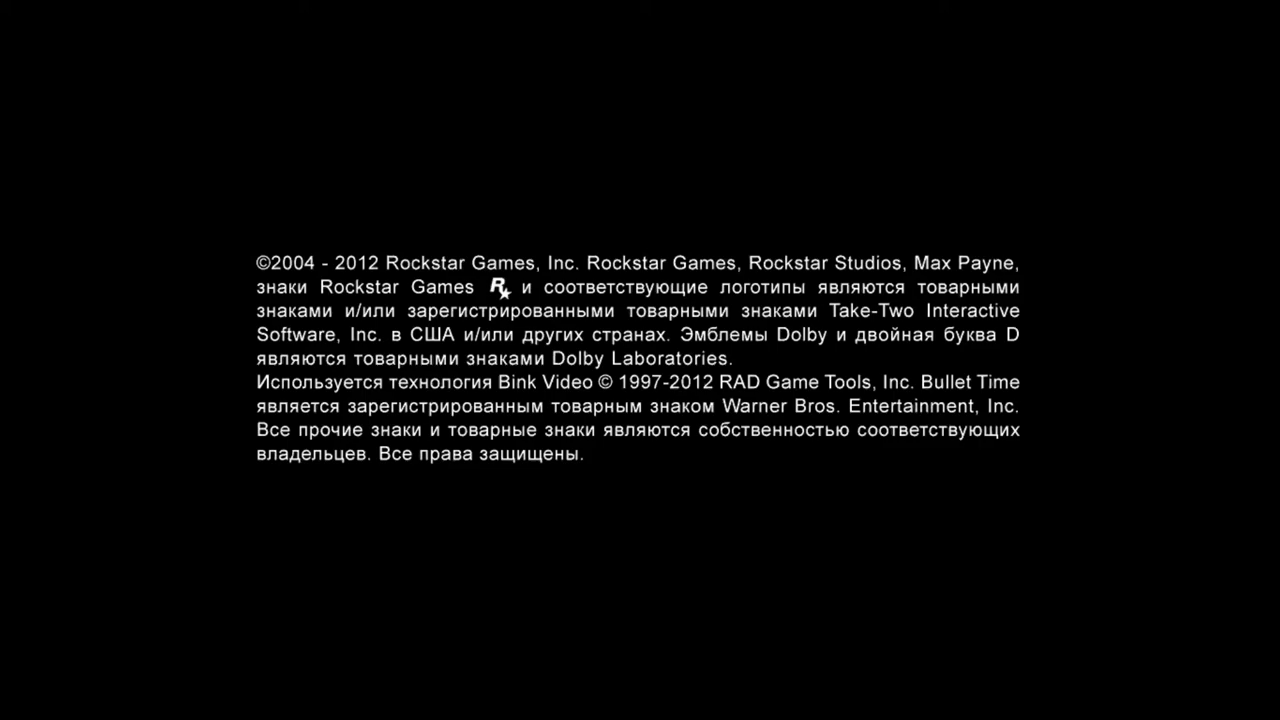 ©2004 - 2012 Rockstar Games, Inc. Rockstar Games, Rockstar Studios, Max Payne,
знаки Rockstar Games R★ и соответствующие логотипы являются товарными
знаками и/или зарегистрированными товарными знаками Take-Two Interactive
Software, Inc. в США и/или других странах. Эмблемы Dolby и двойная буква D
являются товарными знаками Dolby Laboratories.
Используется технология Bink Video © 1997-2012 RAD Game Tools, Inc. Bullet Time
является зарегистрированным товарным знаком Warner Bros. Entertainment, Inc.
Все прочие знаки и товарные знаки являются собственностью соответствующих
владельцев. Все права защищены.